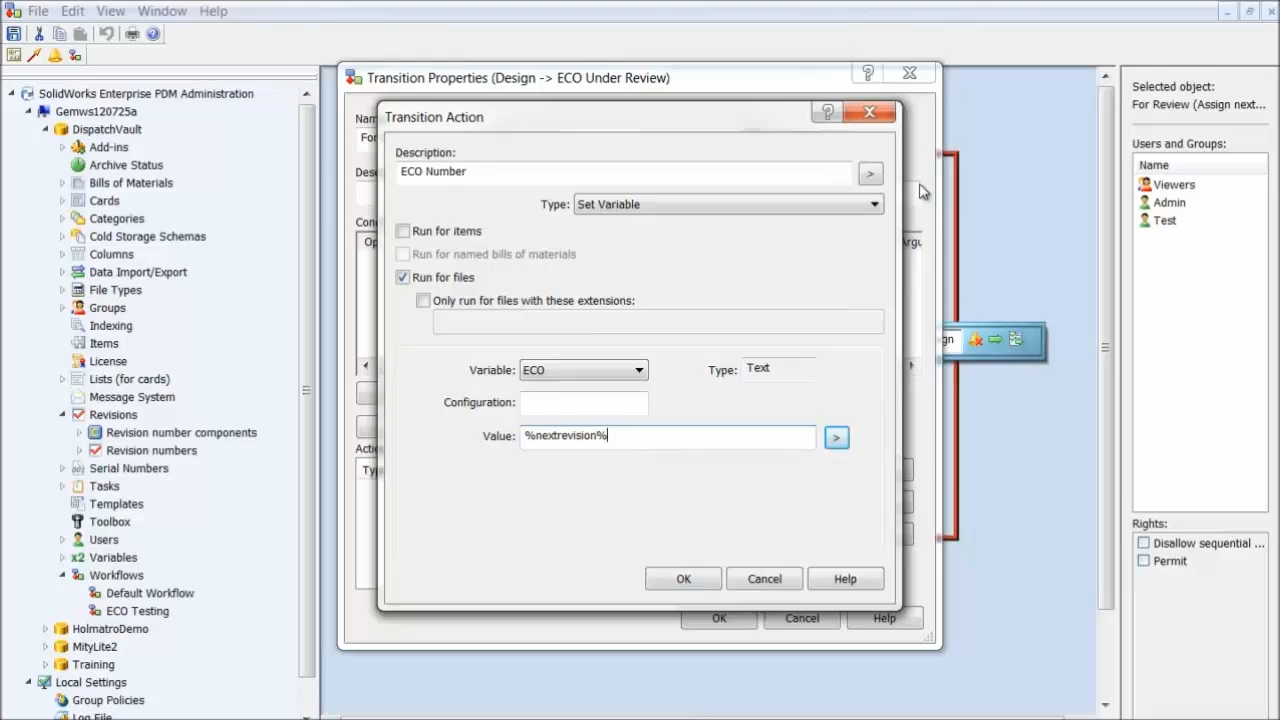 File Edit View Window Help
SolidWorks Enterprise PDM Administration
Gemws120725a
DispatchVault
Add-ins
Archive Status
Bills of Materials
Cards
Categories
Cold Storage Schemas
Columns
Data Import/Export
File Types
Groups
Indexing
Items
License
Lists (for cards)
Message System
Revisions
Revision number components
Revision numbers
Serial Numbers
Tasks
Templates
Toolbox
Users
Variables
Workflows
Default Workflow
ECO Testing
HolmatroDemo
MityLite2
Training
Local Settings
Group Policies
Log File
Transition Properties (Design -> ECO Under Review)
OK Cancel Help
Transition Action
Description:
ECO Number
Type: Set Variable
Run for items
Run for named bills of materials
Run for files
Only run for files with these extensions:
Variable: ECO Type: Text
Configuration:
Value: %nextrevision%
OK Cancel Help
Selected object:
For Review (Assign next...
Users and Groups:
Name
Viewers
Admin
Test
Rights:
Disallow sequential ...
Permit